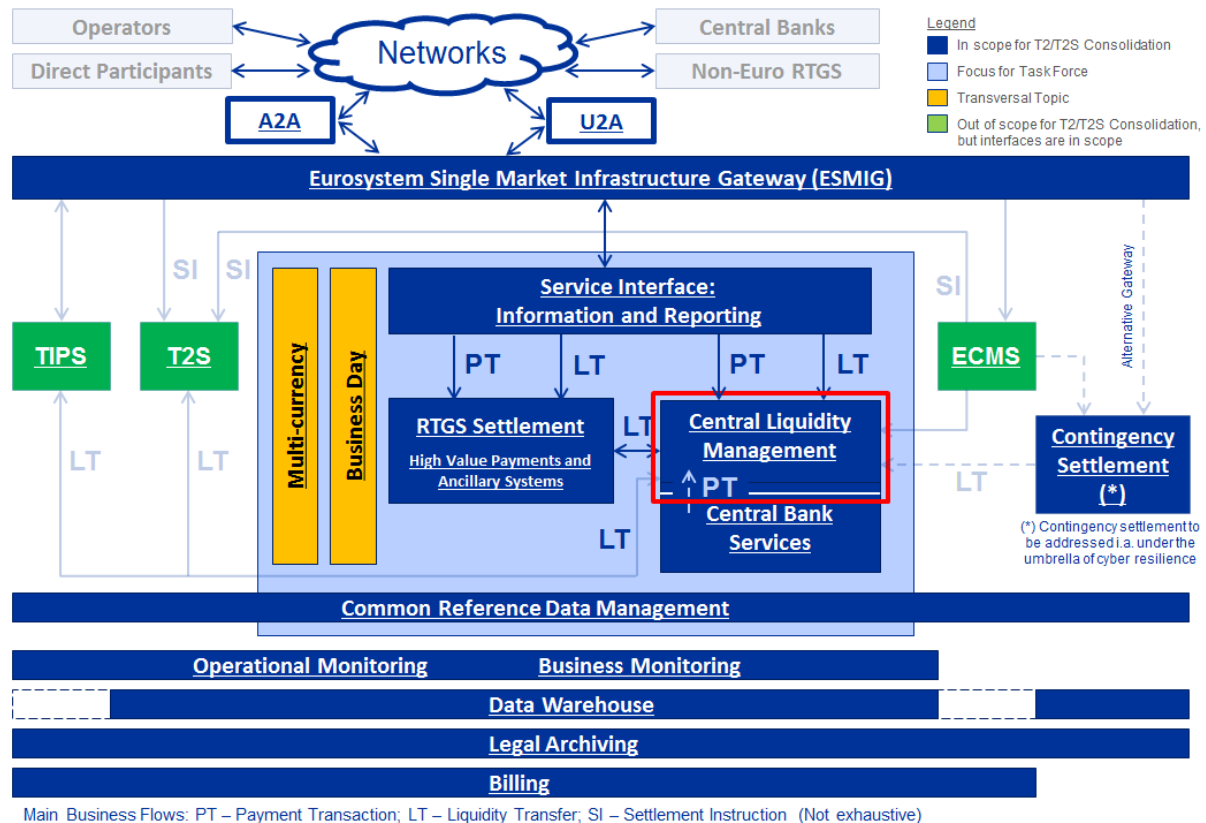 Operators
Networks
Central Banks
Direct Participants
Non-Euro RTGS
Legend
In scope for T2/T2S Consolidation
Focus for Task Force
Transversal Topic
Out of scope for T2/T2S Consolidation,
but interfaces are in scope
A2A
U2A
Eurosystem Single Market Infrastructure Gateway (ESMIG)
SI
SI
SI
Alternative Gateway
Service Interface:
Information and Reporting
TIPS
T2S
ECMS
Multi-currency
Business Day
PT
LT
PT
LT
RTGS Settlement
High Value Payments and
Ancillary Systems
LT
Central Liquidity
Management
PT
Central Bank
Services
Contingency
Settlement
(*)
LT
LT
LT
LT
(*) Contingency settlement to
be addressed i.a. under the
umbrella of cyber resilience
Common Reference Data Management
Operational Monitoring
Business Monitoring
Data Warehouse
Legal Archiving
Billing
Main Business Flows: PT – Payment Transaction; LT – Liquidity Transfer; SI – Settlement Instruction (Not exhaustive)